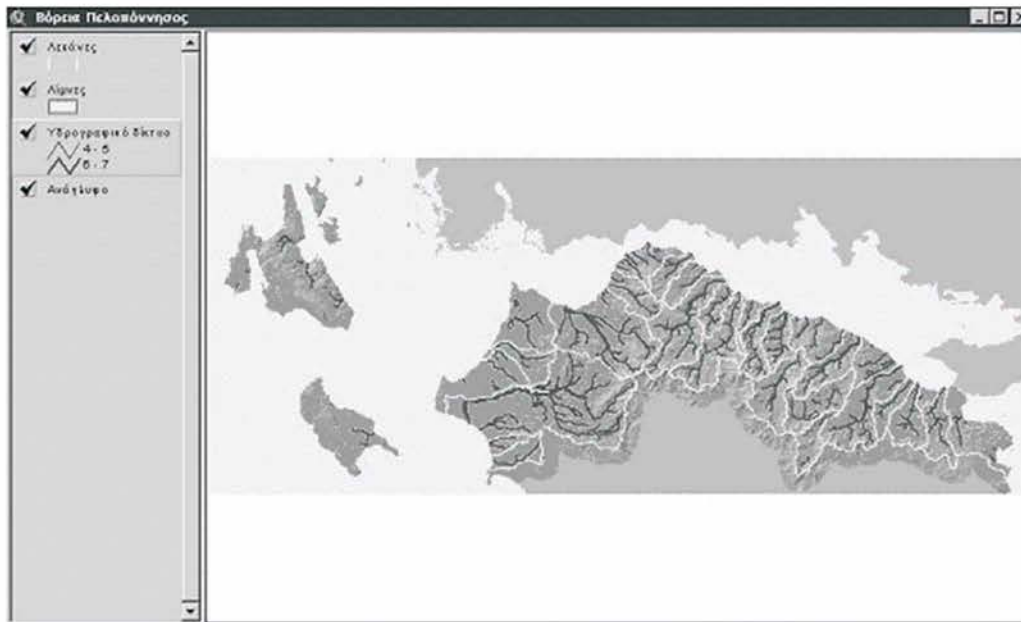 Βόρεια Πελοπόννησος
Λεκάνες
Λίμνες
Υδρογραφικό δίκτυο
4 - 5
6 - 7
Ανάγλυφο